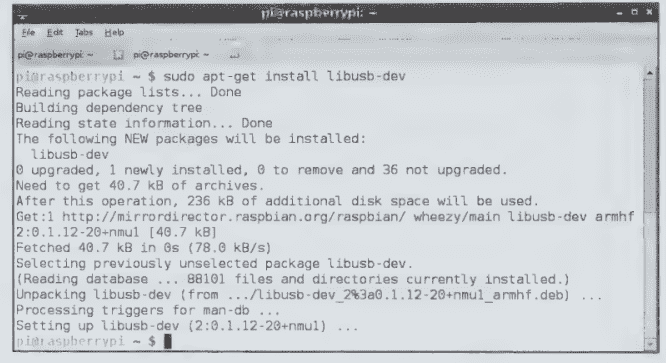 pi@raspberrypi: ~
File Edit Tabs Help
pi@raspberrypi: ~ pi@raspberrypi: ~
pi@raspberrypi ~ $ sudo apt-get install libusb-dev
Reading package lists... Done
Building dependency tree
Reading state information... Done
The following NEW packages will be installed:
libusb-dev
0 upgraded, 1 newly installed, 0 to remove and 36 not upgraded.
Need to get 40.7 kB of archives.
After this operation, 236 kB of additional disk space will be used.
Get:1 http://mirrordirector.raspbian.org/raspbian/ wheezy/main libusb-dev armhf
2:0.1.12-20+nmu1 [40.7 kB]
Fetched 40.7 kB in 0s (78.0 kB/s)
Selecting previously unselected package libusb-dev.
(Reading database ... 88101 files and directories currently installed.)
Unpacking libusb-dev (from .../libusb-dev_2%3a0.1.12-20+nmu1_armhf.deb) ...
Processing triggers for man-db ...
Setting up libusb-dev (2:0.1.12-20+nmu1) ...
pi@raspberrypi ~ $